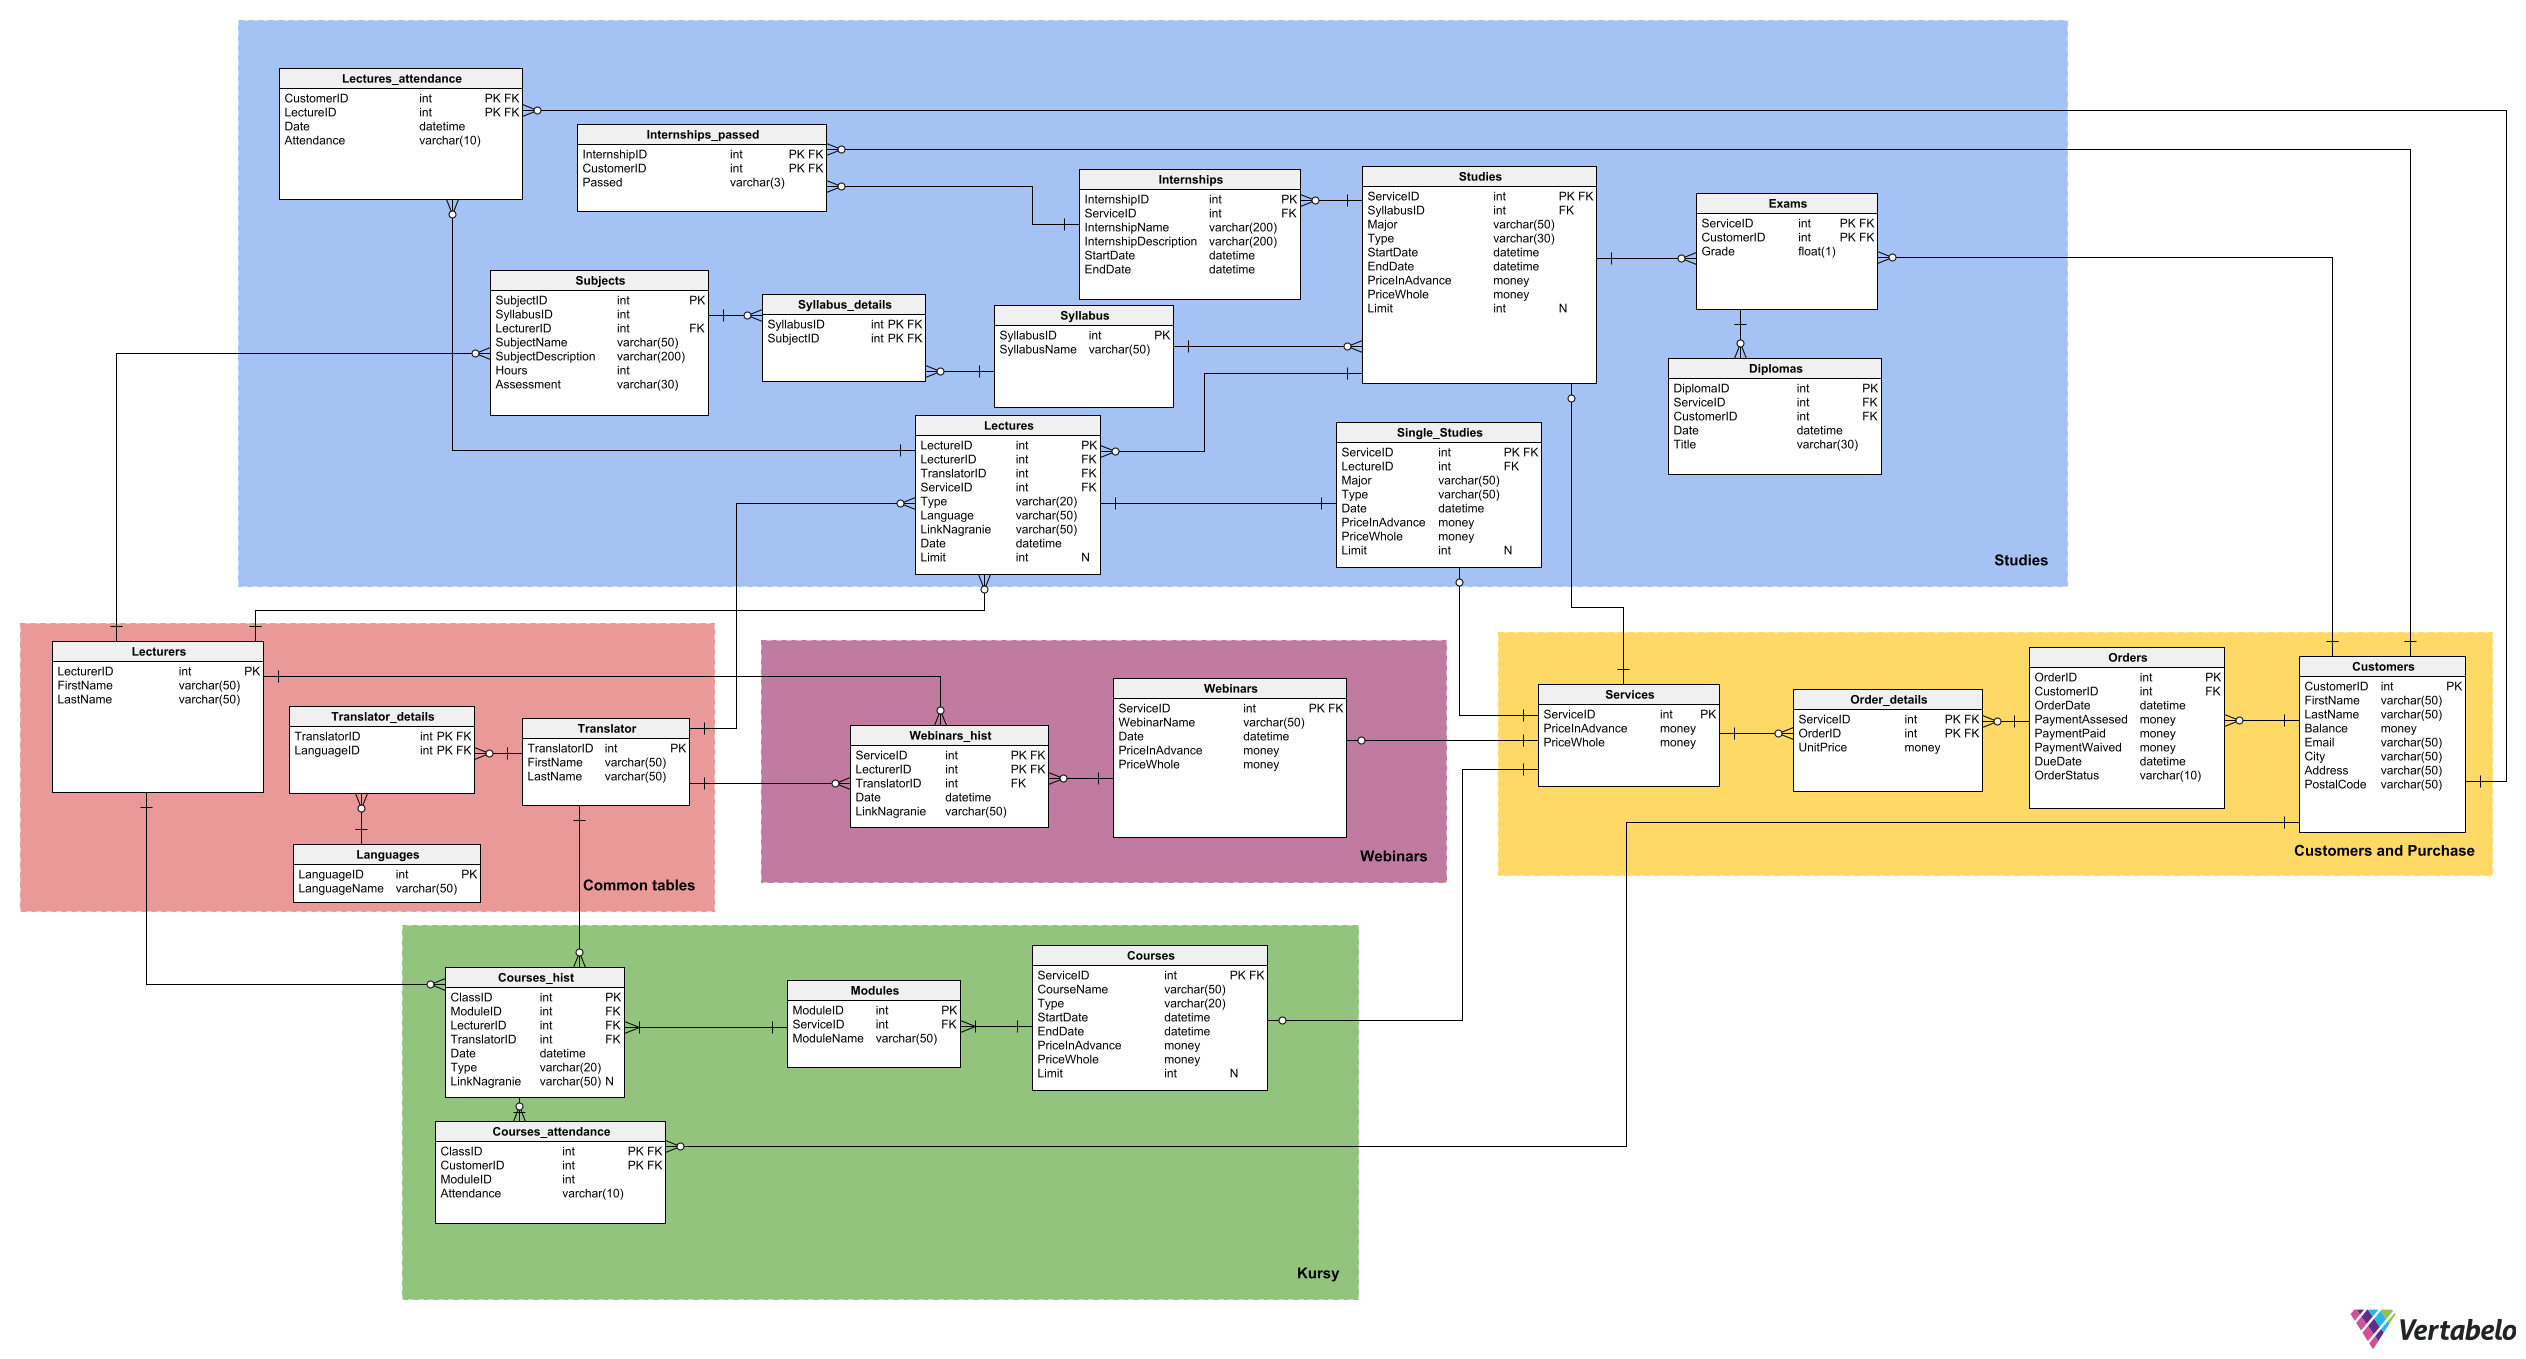 Lectures_attendance
CustomerID int PK FK
LectureID int PK FK
Date datetime
Attendance varchar(10)
Internships_passed
InternshipID int PK FK
CustomerID int PK FK
Passed varchar(3)
Internships
InternshipID int PK
ServiceID int FK
InternshipName varchar(200)
InternshipDescription varchar(200)
StartDate datetime
EndDate datetime
Studies
ServiceID int PK FK
SyllabusID int FK
Major varchar(50)
Type varchar(30)
StartDate datetime
EndDate datetime
PriceInAdvance money
PriceWhole money
Limit int N
Exams
ServiceID int PK FK
CustomerID int PK FK
Grade float(1)
Subjects
SubjectID int PK
SyllabusID int
LecturerID int FK
SubjectName varchar(50)
SubjectDescription varchar(200)
Hours int
Assessment varchar(30)
Syllabus_details
SyllabusID int PK FK
SubjectID int PK FK
Syllabus
SyllabusID int PK
SyllabusName varchar(50)
Diplomas
DiplomaID int PK
ServiceID int FK
CustomerID int FK
Date datetime
Title varchar(30)
Lectures
LectureID int PK
LecturerID int FK
TranslatorID int FK
ServiceID int FK
Type varchar(20)
Language varchar(50)
LinkNagranie varchar(50)
Date datetime
Limit int N
Single_Studies
ServiceID int PK FK
LectureID int FK
Major varchar(50)
Type varchar(50)
Date datetime
PriceInAdvance money
PriceWhole money
Limit int N
Studies
Lecturers
LecturerID int PK
FirstName varchar(50)
LastName varchar(50)
Translator_details
TranslatorID int PK FK
LanguageID int PK FK
Translator
TranslatorID int PK
FirstName varchar(50)
LastName varchar(50)
Languages
LanguageID int PK
LanguageName varchar(50)
Common tables
Webinars_hist
ServiceID int PK FK
LecturerID int PK FK
TranslatorID int FK
Date datetime
LinkNagranie varchar(50)
Webinars
ServiceID int PK FK
WebinarName varchar(50)
Date datetime
PriceInAdvance money
PriceWhole money
Webinars
Services
ServiceID int PK
PriceInAdvance money
PriceWhole money
Order_details
ServiceID int PK FK
OrderID int PK FK
UnitPrice money
Orders
OrderID int PK
CustomerID int FK
OrderDate datetime
PaymentAssesed money
PaymentPaid money
PaymentWaived money
DueDate datetime
OrderStatus varchar(10)
Customers
CustomerID int PK
FirstName varchar(50)
LastName varchar(50)
Balance money
Email varchar(50)
City varchar(50)
Address varchar(50)
PostalCode varchar(50)
Customers and Purchase
Courses_hist
ClassID int PK
ModuleID int FK
LecturerID int FK
TranslatorID int FK
Date datetime
Type varchar(20)
LinkNagranie varchar(50) N
Modules
ModuleID int PK
ServiceID int FK
ModuleName varchar(50)
Courses
ServiceID int PK FK
CourseName varchar(50)
Type varchar(20)
StartDate datetime
EndDate datetime
PriceInAdvance money
PriceWhole money
Limit int N
Courses_attendance
ClassID int PK FK
CustomerID int PK FK
ModuleID int
Attendance varchar(10)
Kursy
Vertabelo